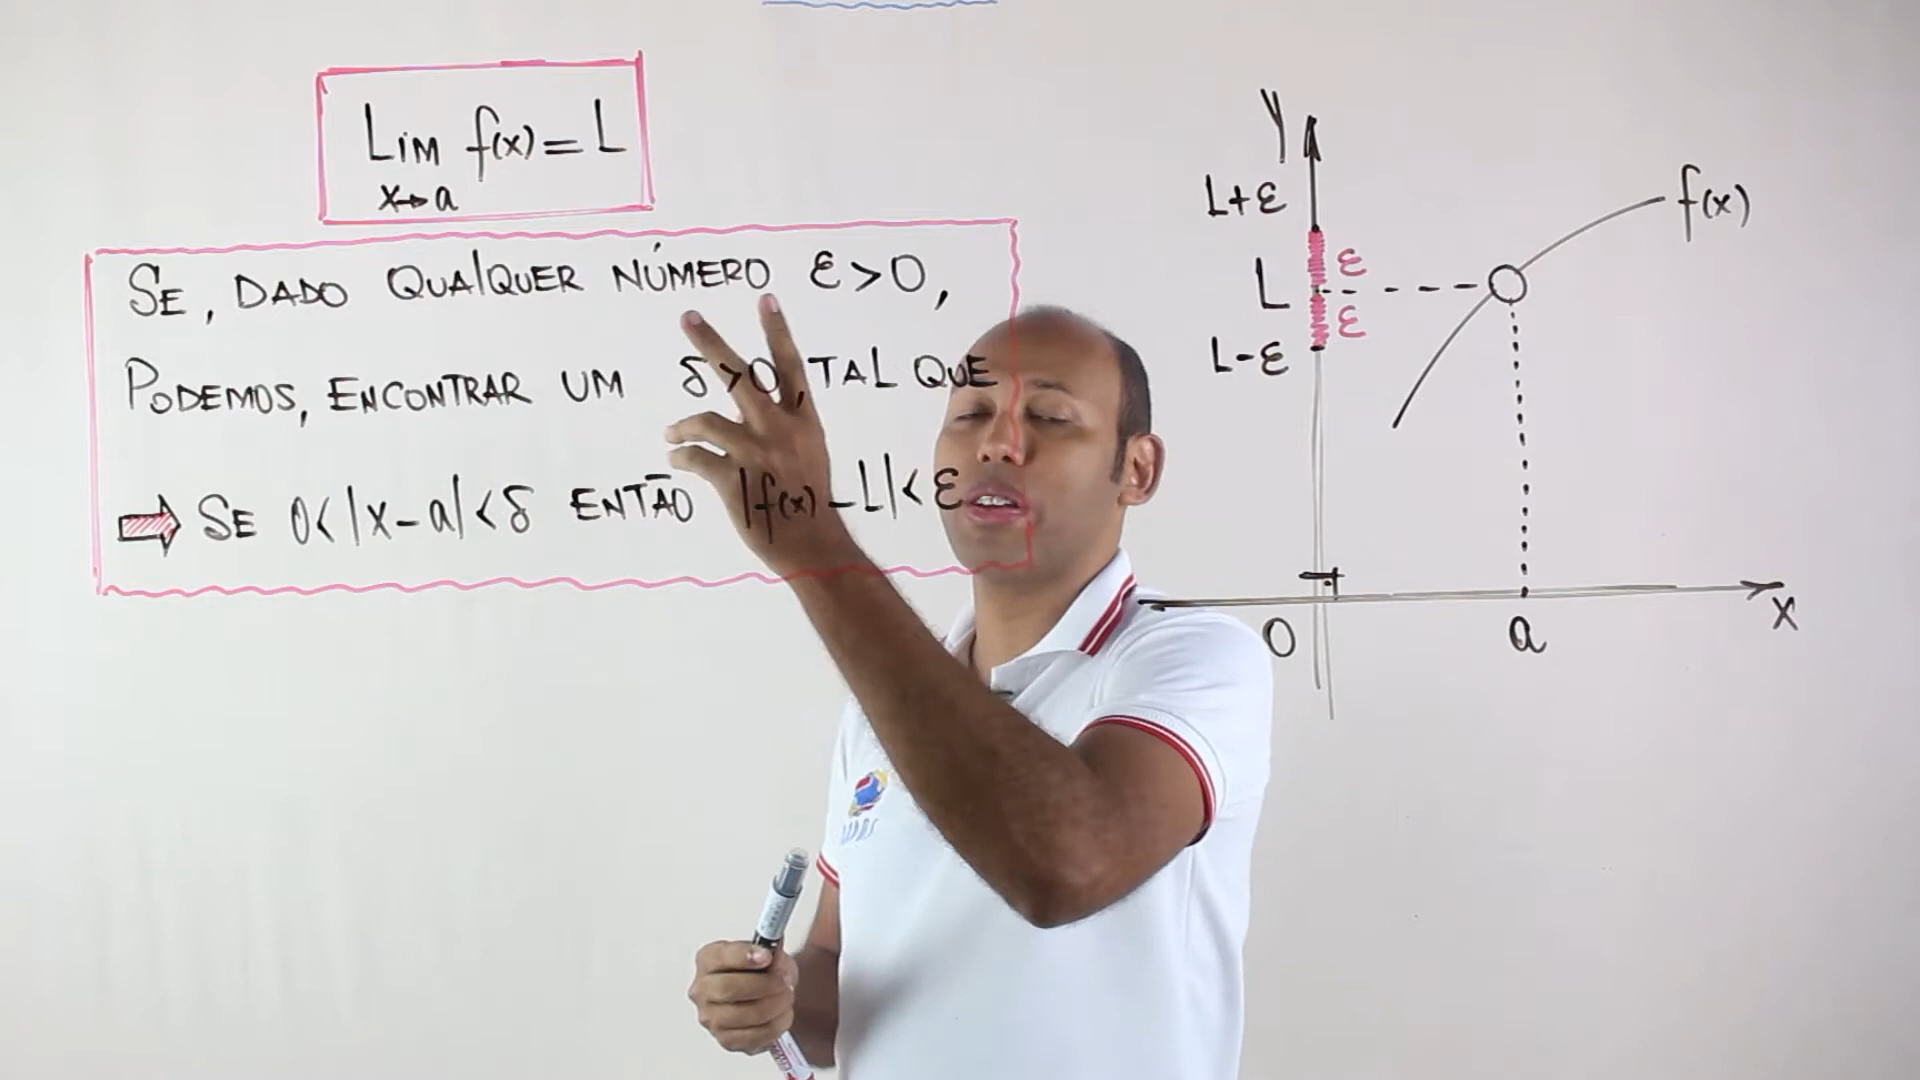 Lim f(x) = L
x→a
SE, DADO QUALQUER NÚMERO ε > 0,
PODEMOS, ENCONTRAR UM δ > 0, TAL QUE
⇨ SE 0 < |x - a| < δ ENTÃO |f(x) - L| < ε
Y
L+ε
f(x)
ε
L
ε
L-ε
0
a
X